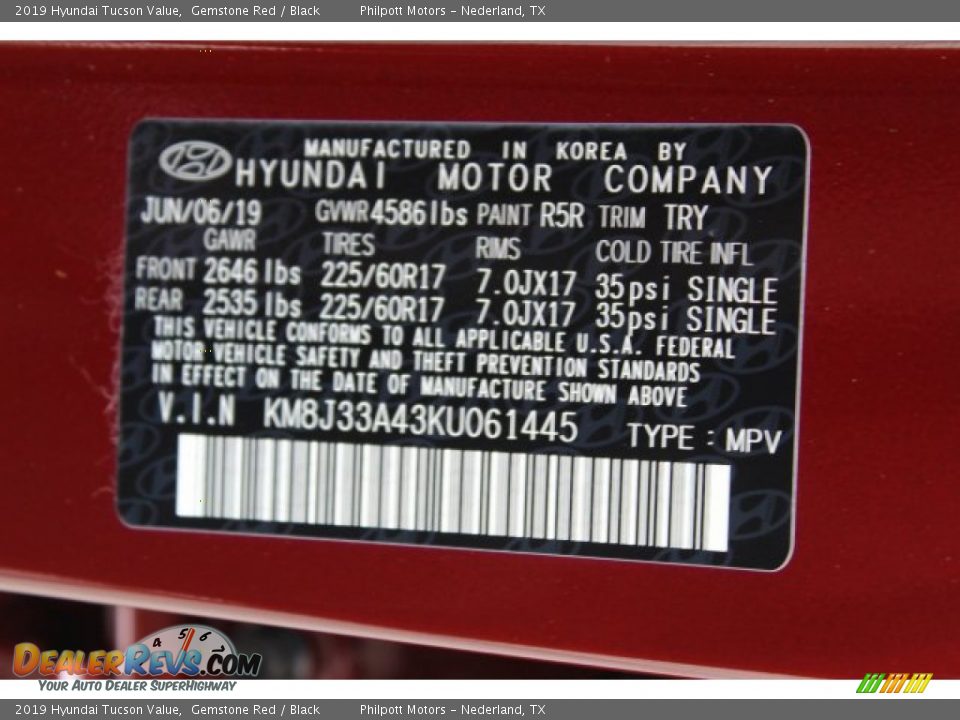 2019 Hyundai Tucson Value, Gemstone Red / Black Philpott Motors - Nederland, TX
MANUFACTURED IN KOREA BY
HYUNDAI MOTOR COMPANY
JUN/06/19 GVWR 4586lbs PAINT R5R TRIM TRY
GAWR TIRES RIMS COLD TIRE INFL
FRONT 2646 lbs 225/60R17 7.0JX17 35psi SINGLE
REAR 2535 lbs 225/60R17 7.0JX17 35psi SINGLE
THIS VEHICLE CONFORMS TO ALL APPLICABLE U.S.A. FEDERAL
MOTOR VEHICLE SAFETY AND THEFT PREVENTION STANDARDS
IN EFFECT ON THE DATE OF MANUFACTURE SHOWN ABOVE
V.I.N KM8J33A43KU061445 TYPE : MPV
4 5 6
DEALERREVS.COM
YOUR AUTO DEALER SUPERHIGHWAY
2019 Hyundai Tucson Value, Gemstone Red / Black Philpott Motors - Nederland, TX